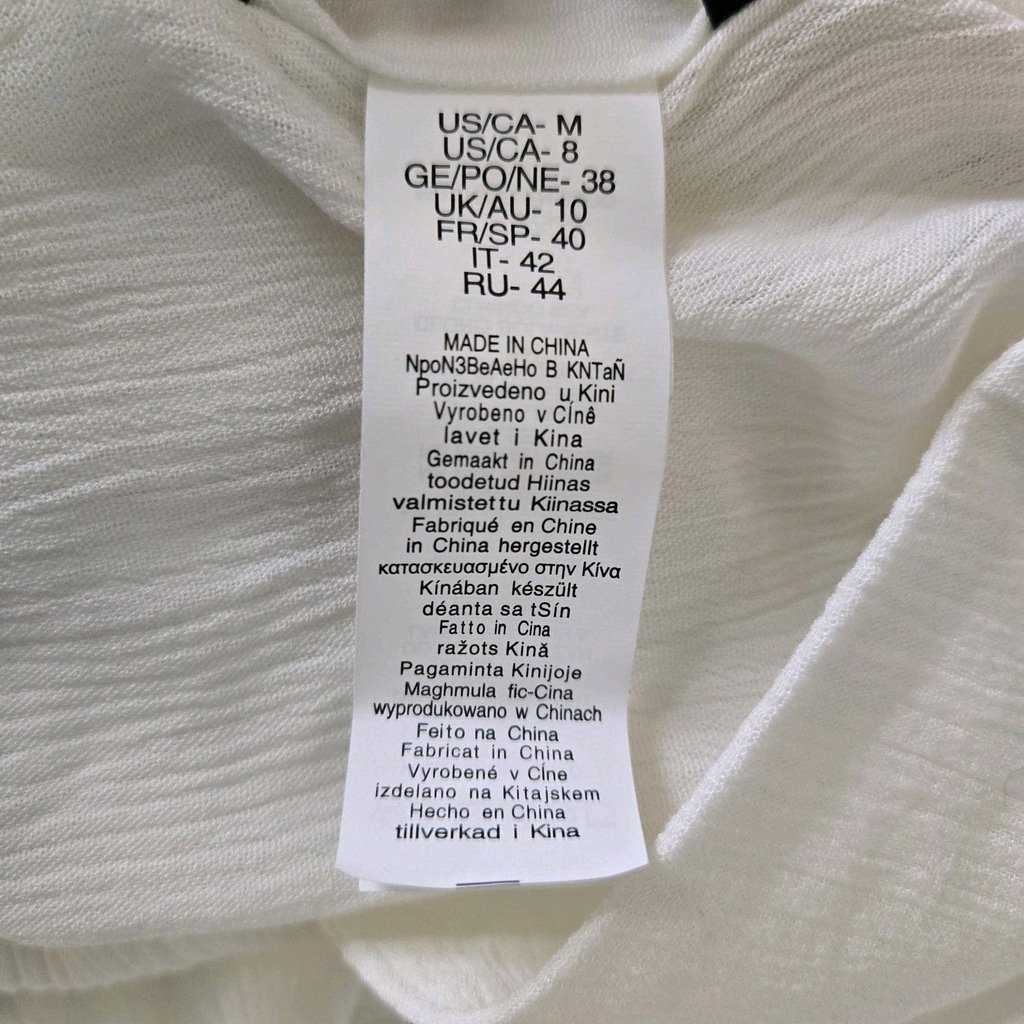 US/CA- M
US/CA- 8
GE/PO/NE- 38
UK/AU- 10
FR/SP- 40
IT- 42
RU- 44
MADE IN CHINA
NpoN3BeAeHo B KNTaÑ
Proizvedeno u Kini
Vyrobeno v CÍnê
lavet i Kina
Gemaakt in China
toodetud Hiinas
valmistettu Kiinassa
Fabriqué en Chine
in China hergestellt
κατασκευασμένο στην Κίνα
Kínában készült
déanta sa tSín
Fatto in Cina
ražots Kină
Pagaminta Kinijoje
Maghmula fic-Cina
wyprodukowano w Chinach
Feito na China
Fabricat in China
Vyrobené v CÍne
izdelano na Kitajskem
Hecho en China
tillverkad i Kina